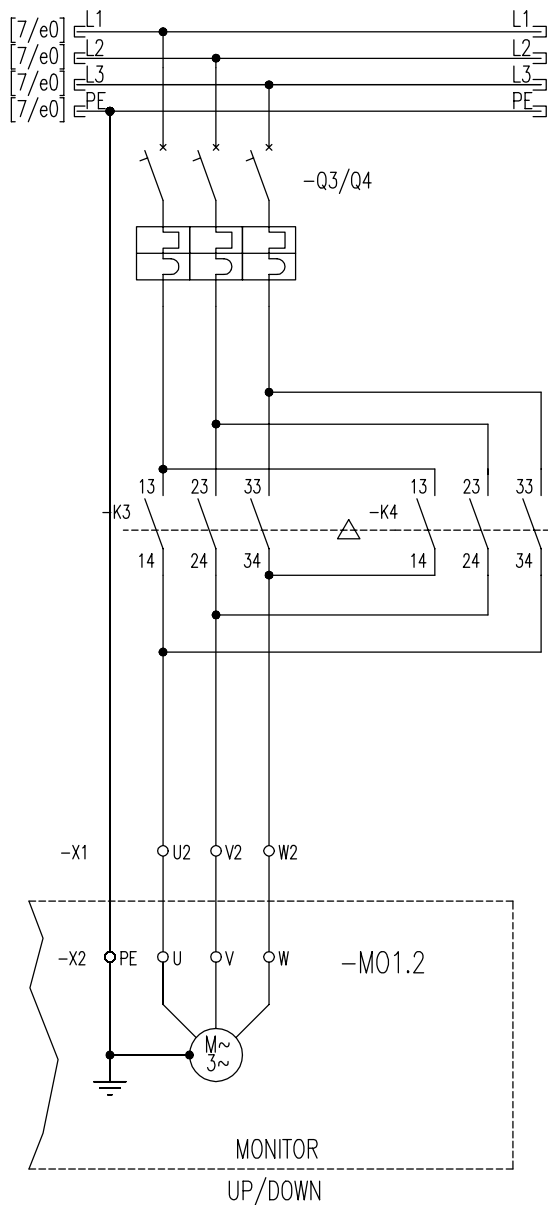 [7/e0] L1 L1
[7/e0] L2 L2
[7/e0] L3 L3
[7/e0] PE PE
-Q3/Q4
13 23 33 13 23 33
-K3 -K4
14 24 34 14 24 34
-X1 U2 V2 W2
-X2 PE U V W -M01.2
M~
3~
MONITOR
UP/DOWN